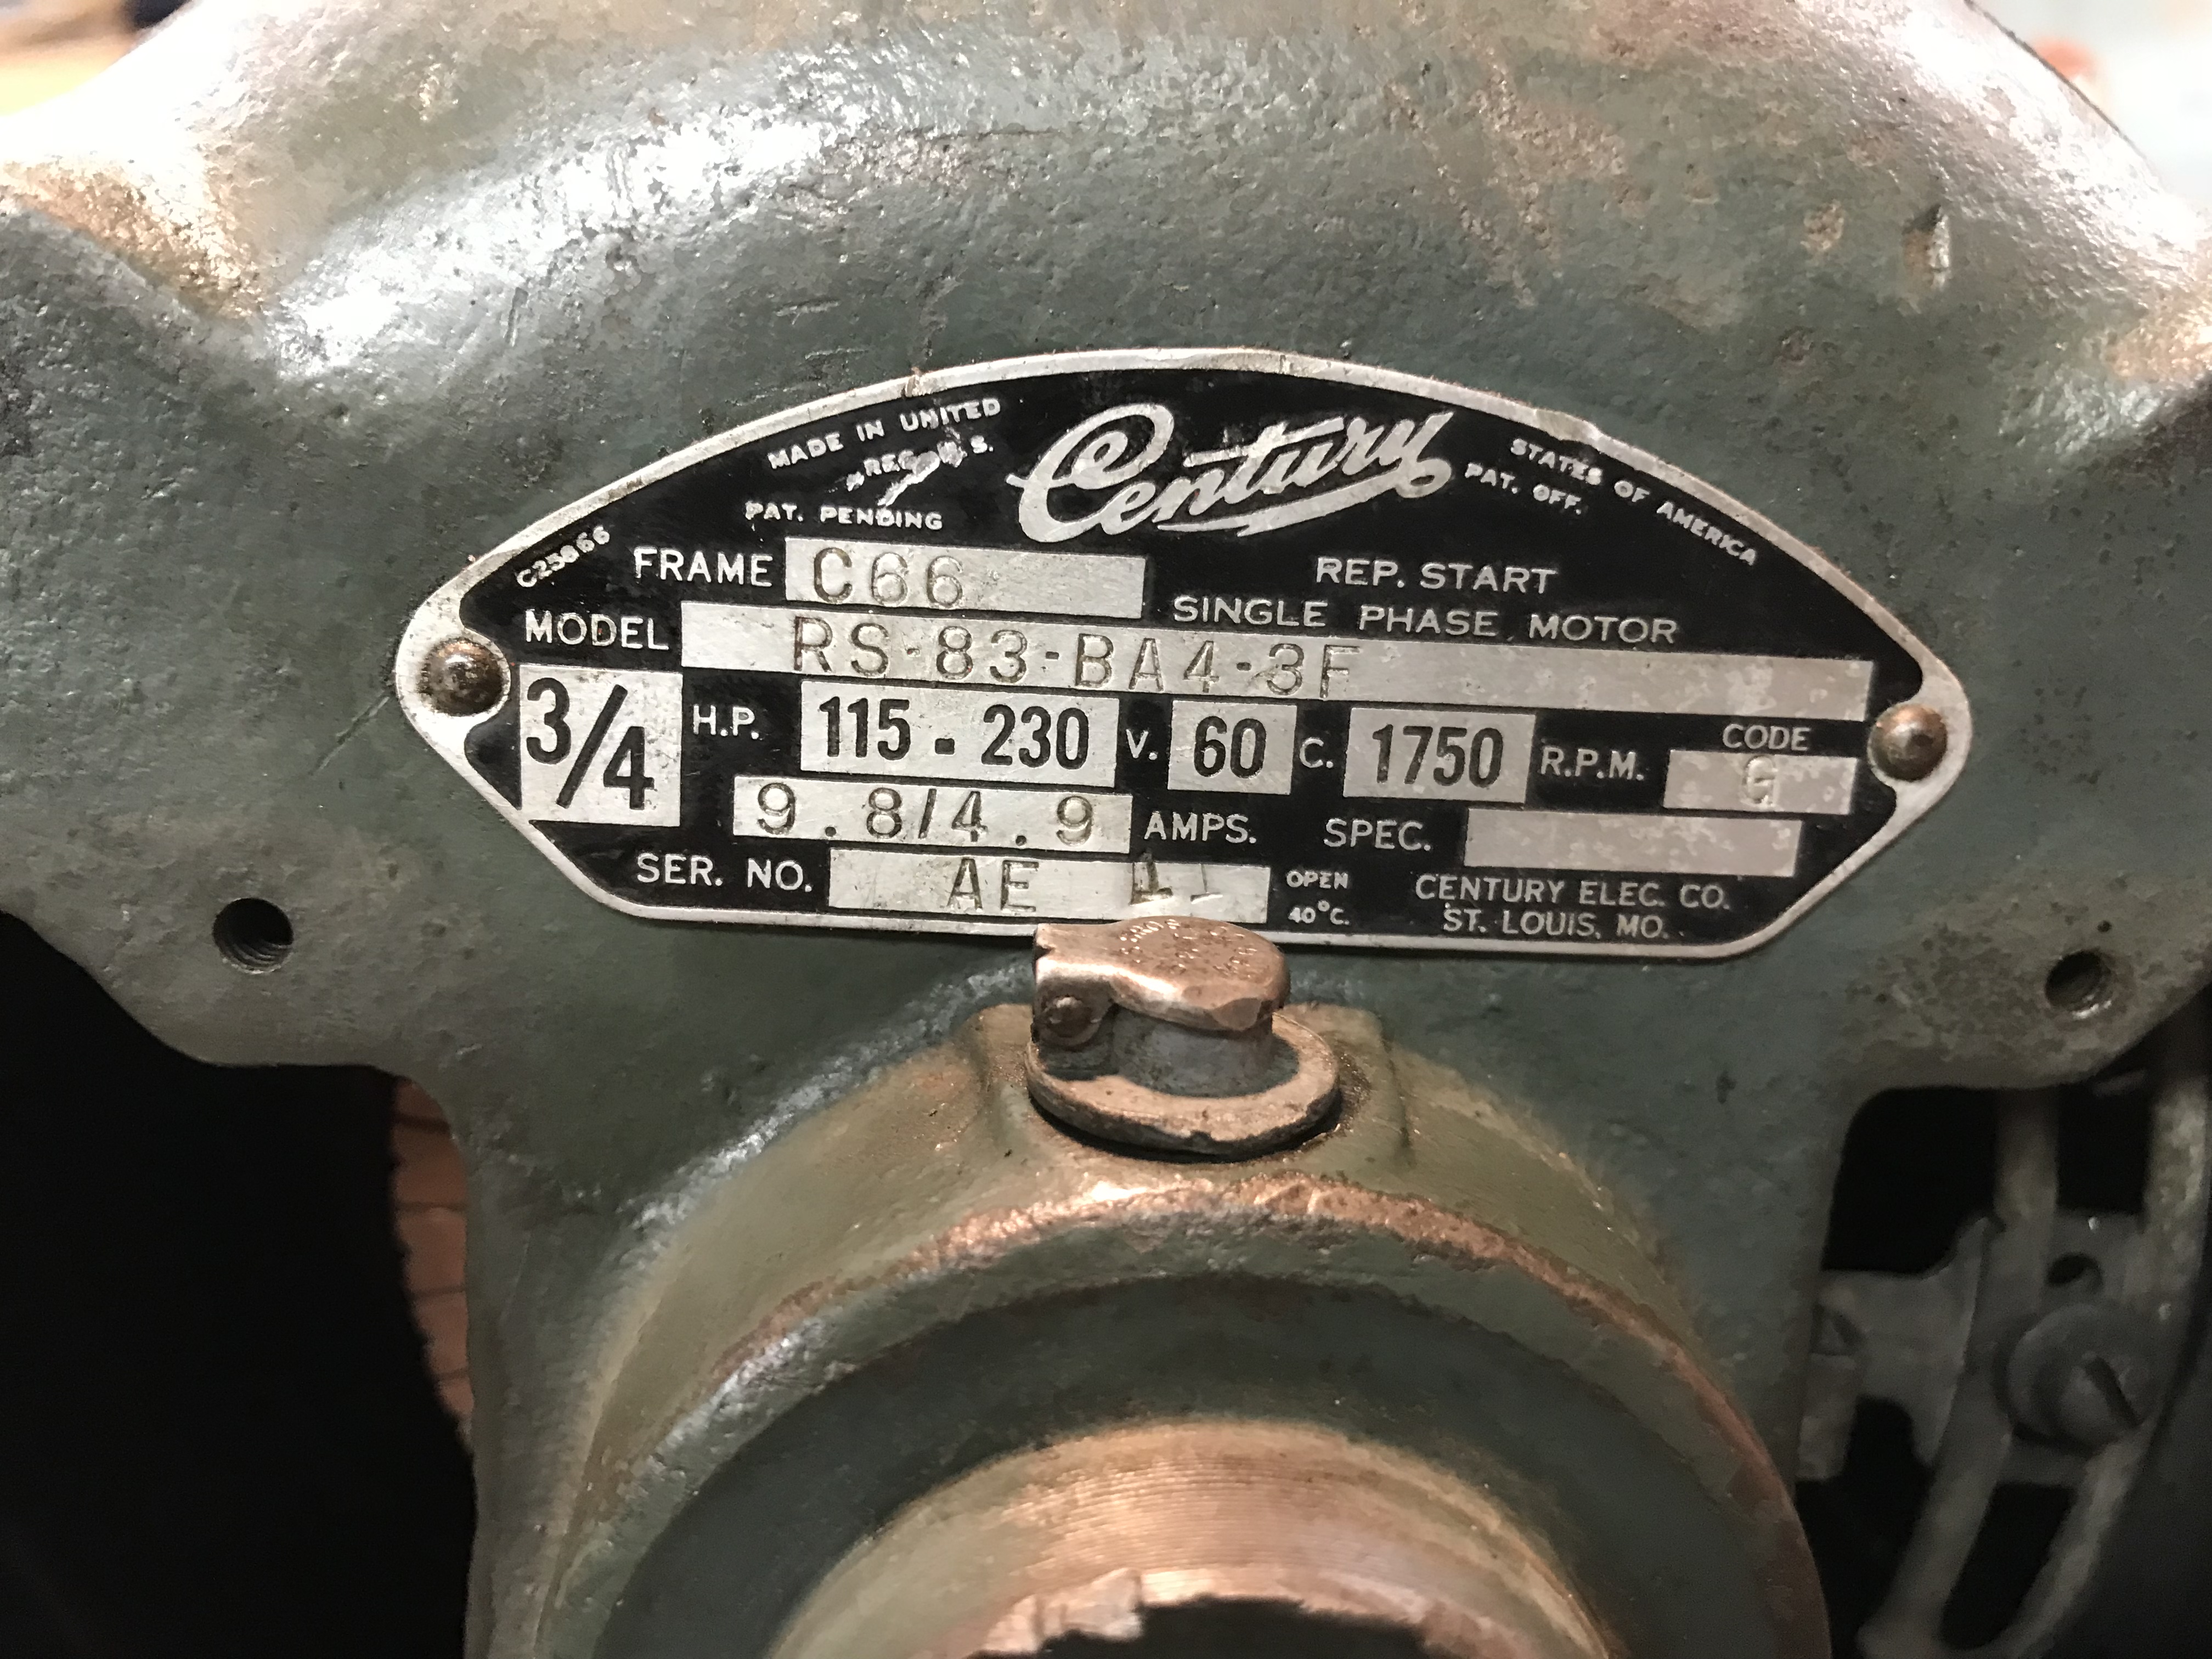 MADE IN UNITED STATES OF AMERICA
REG. U. S. PAT. OFF.
Century
PAT. PENDING
FRAME C66
REP. START
SINGLE PHASE MOTOR
MODEL RS-83-BA4-3F
3/4 H.P. 115-230 V. 60 C. 1750 R.P.M. CODE G
9.8/4.9 AMPS. SPEC.
SER. NO. AE
OPEN
40°C.
CENTURY ELEC. CO.
ST. LOUIS, MO.